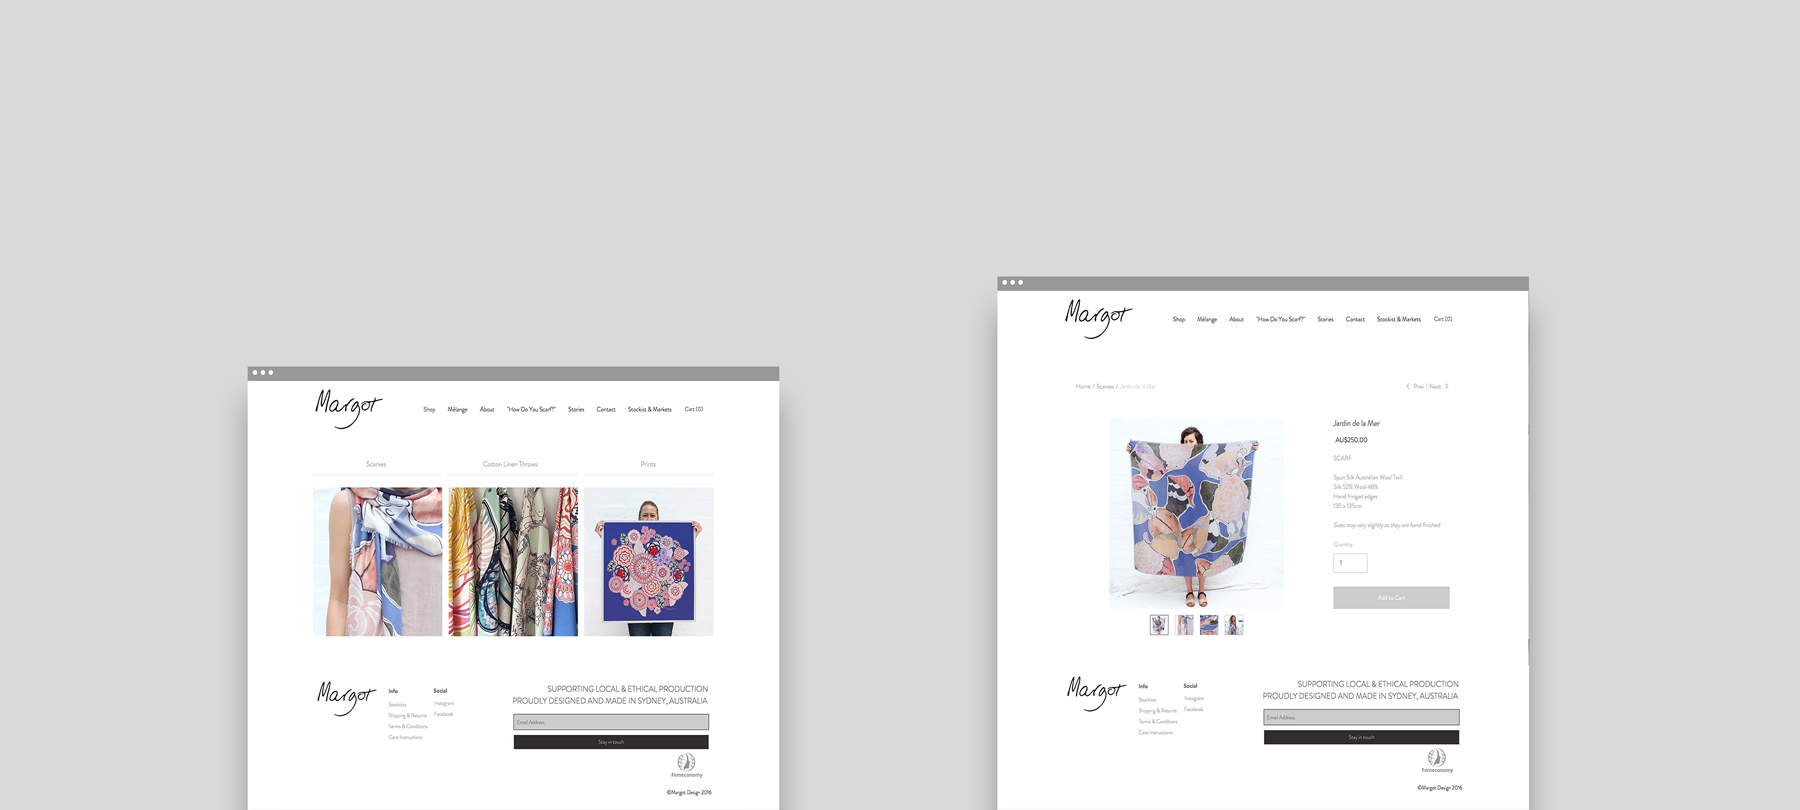 Margot
Shop Mélange About "How Do You Scarf?" Stories Contact Stockist & Markets Cart (0)
Scarves Cotton Linen Throws Prints
Margot
Info
Stockists
Shipping & Returns
Terms & Conditions
Care Instructions
Social
Instagram
Facebook
SUPPORTING LOCAL & ETHICAL PRODUCTION
PROUDLY DESIGNED AND MADE IN SYDNEY, AUSTRALIA
Email Address
Stay in touch
Femeconomy
©Margot Design 2016
Margot
Shop Mélange About "How Do You Scarf?" Stories Contact Stockist & Markets Cart (0)
Home / Scarves / Jardin de la Mer
Prev | Next
Jardin de la Mer
AU$250.00
SCARF
Spun Silk Australian Wool Twill
Silk 52% Wool 48%
Hand fringed edges
135 x 135cm
Sizes may vary slightly as they are hand finished
Quantity
1
Add to Cart
Margot
Info
Stockists
Shipping & Returns
Terms & Conditions
Care Instructions
Social
Instagram
Facebook
SUPPORTING LOCAL & ETHICAL PRODUCTION
PROUDLY DESIGNED AND MADE IN SYDNEY, AUSTRALIA
Email Address
Stay in touch
Femeconomy
©Margot Design 2016